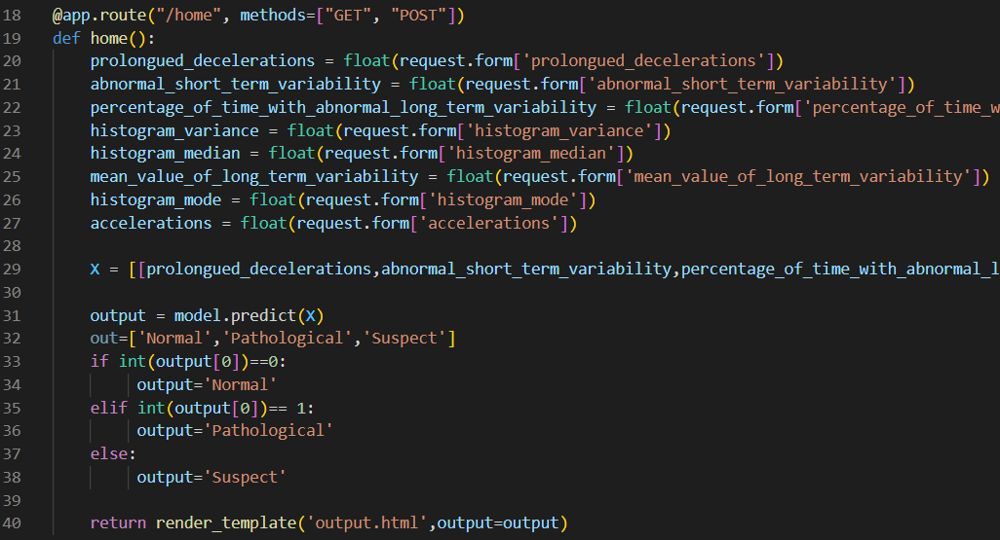 18 @app.route("/home", methods=["GET", "POST"])
19 def home():
20     prolongued_decelerations = float(request.form['prolongued_decelerations'])
21     abnormal_short_term_variability = float(request.form['abnormal_short_term_variability'])
22     percentage_of_time_with_abnormal_long_term_variability = float(request.form['percentage_of_time_w
23     histogram_variance = float(request.form['histogram_variance'])
24     histogram_median = float(request.form['histogram_median'])
25     mean_value_of_long_term_variability = float(request.form['mean_value_of_long_term_variability'])
26     histogram_mode = float(request.form['histogram_mode'])
27     accelerations = float(request.form['accelerations'])
28
29     X = [[prolongued_decelerations,abnormal_short_term_variability,percentage_of_time_with_abnormal_l
30
31     output = model.predict(X)
32     out=['Normal','Pathological','Suspect']
33     if int(output[0])==0:
34         output='Normal'
35     elif int(output[0])== 1:
36         output='Pathological'
37     else:
38         output='Suspect'
39
40     return render_template('output.html',output=output)